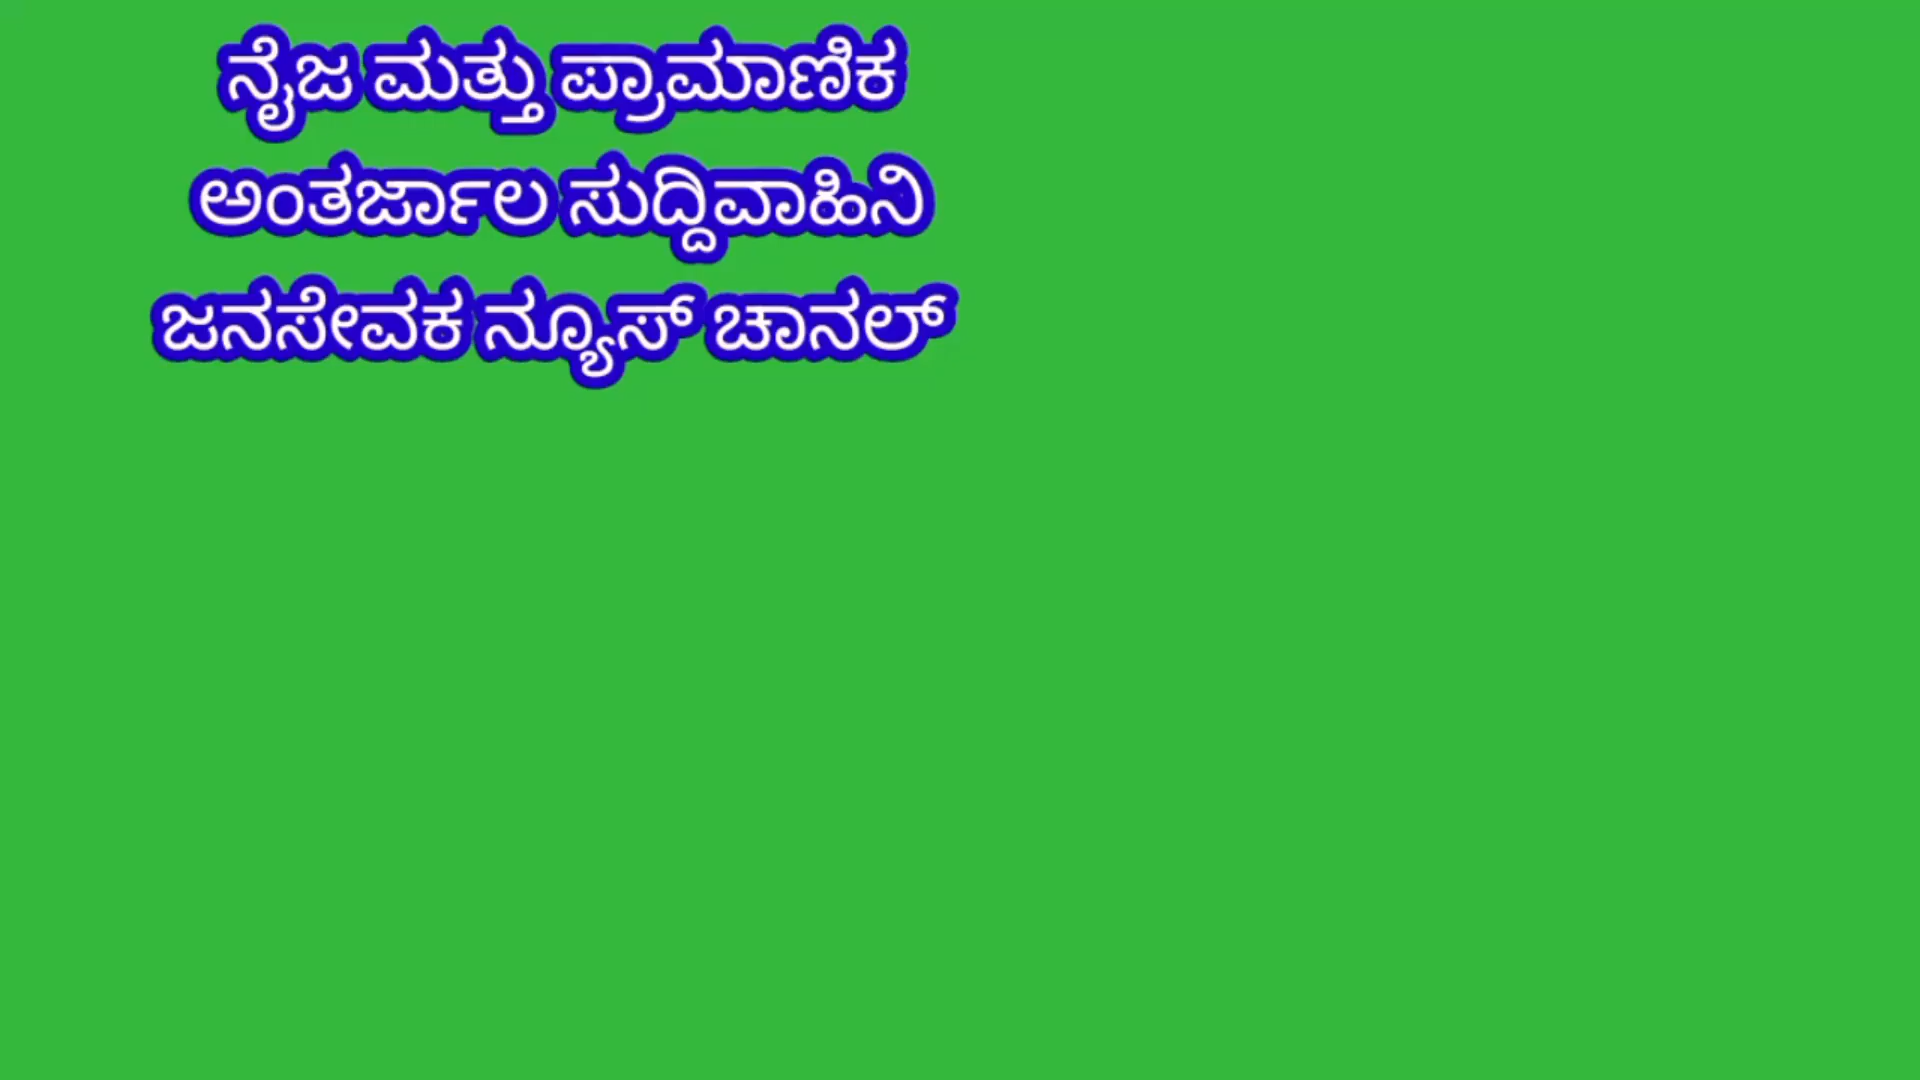 ನೈಜ ಮತ್ತು ಪ್ರಾಮಾಣಿಕ
ಅಂತರ್ಜಾಲ ಸುದ್ದಿವಾಹಿನಿ
ಜನಸೇವಕ ನ್ಯೂಸ್ ಚಾನಲ್